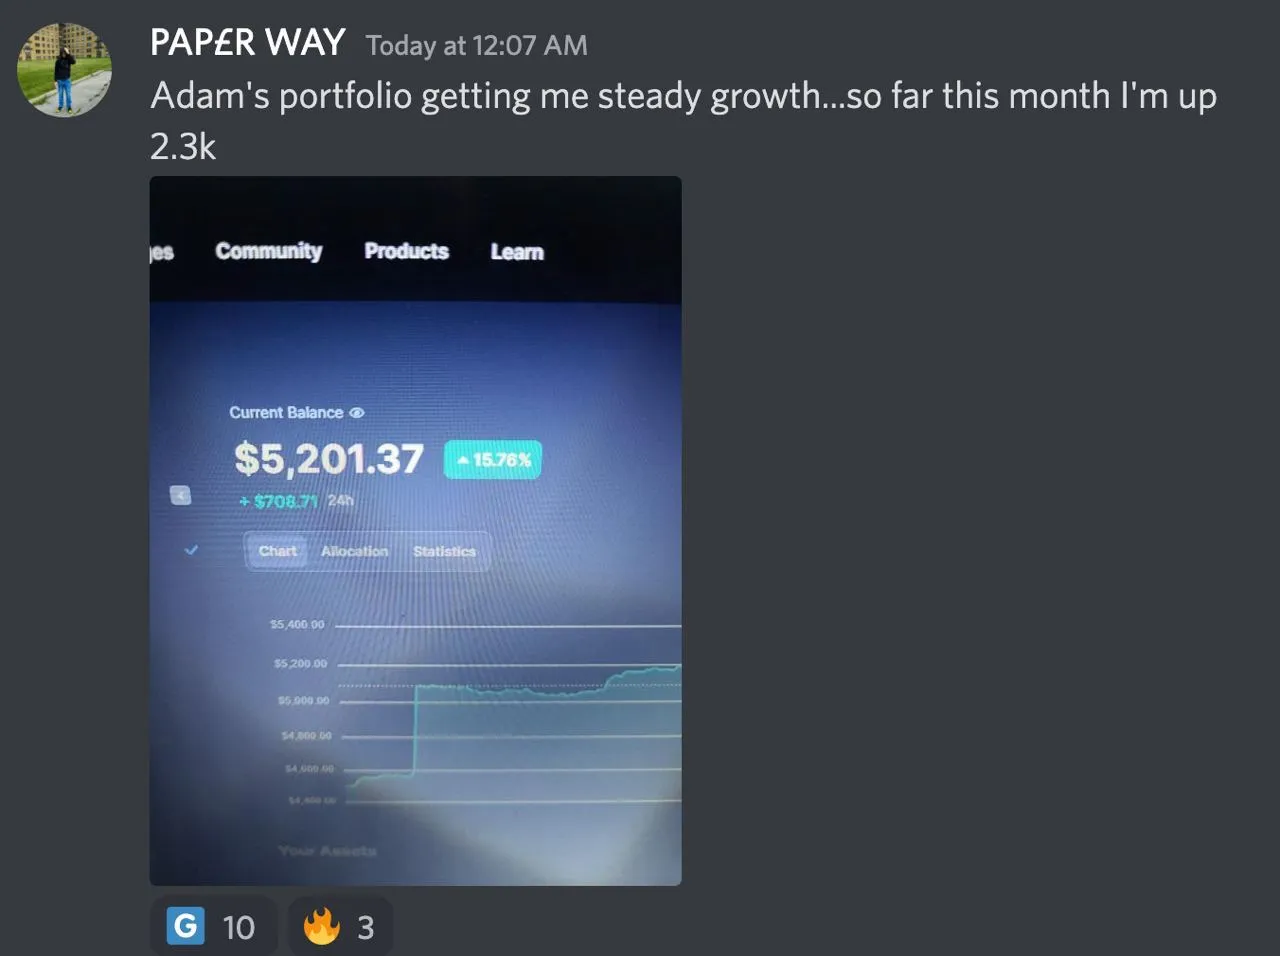 PAP£R WAY Today at 12:07 AM
Adam's portfolio getting me steady growth...so far this month I'm up
2.3k
es Community Products Learn
Current Balance
$5,201.37 15.76%
+ $708.71 24h
Chart Allocation Statistics
$5,400.00
$5,200.00
$5,000.00
$4,800.00
$4,600.00
$4,400.00
Your Assets
G 10 3